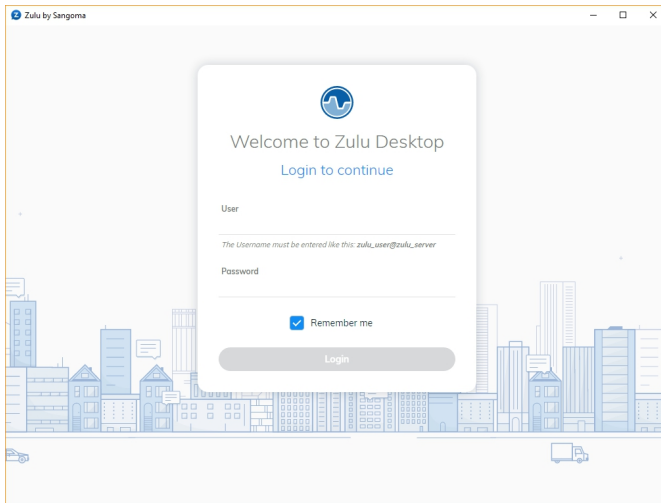 Zulu by Sangoma
Welcome to Zulu Desktop
Login to continue
User
The Username must be entered like this: zulu_user@zulu_server
Password
Remember me
Login